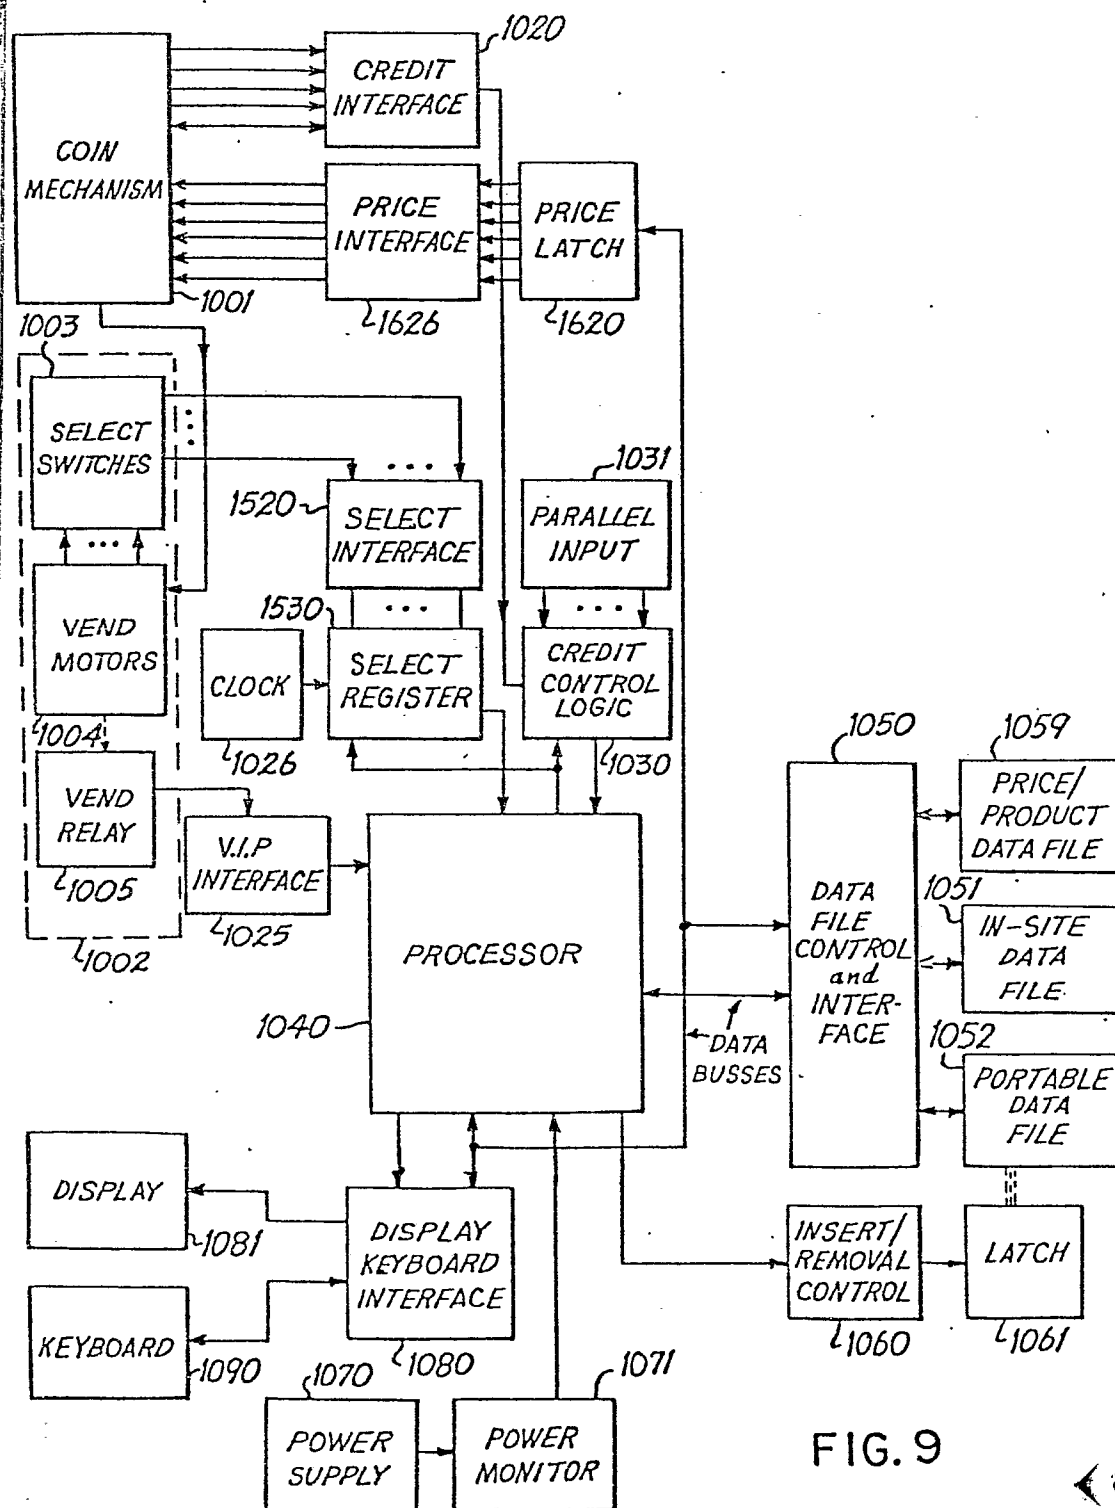 1020
CREDIT
INTERFACE
COIN
MECHANISM
1001
PRICE
INTERFACE
1626
PRICE
LATCH
1620
1003
SELECT
SWITCHES
1520
SELECT
INTERFACE
1031
PARALLEL
INPUT
VEND
MOTORS
1004
1530
SELECT
REGISTER
CLOCK
1026
CREDIT
CONTROL
LOGIC
1030
VEND
RELAY
1005
1002
V.I.P
INTERFACE
1025
PROCESSOR
1040
1050
DATA
FILE
CONTROL
and
INTER-
FACE
1059
PRICE/
PRODUCT
DATA FILE
1051
IN-SITE
DATA
FILE.
1052
PORTABLE
DATA
FILE
DATA
BUSSES
DISPLAY
1081
KEYBOARD
1090
DISPLAY
KEYBOARD
INTERFACE
1080
INSERT/
REMOVAL
CONTROL
1060
LATCH
1061
1070
POWER
SUPPLY
1071
POWER
MONITOR
FIG. 9